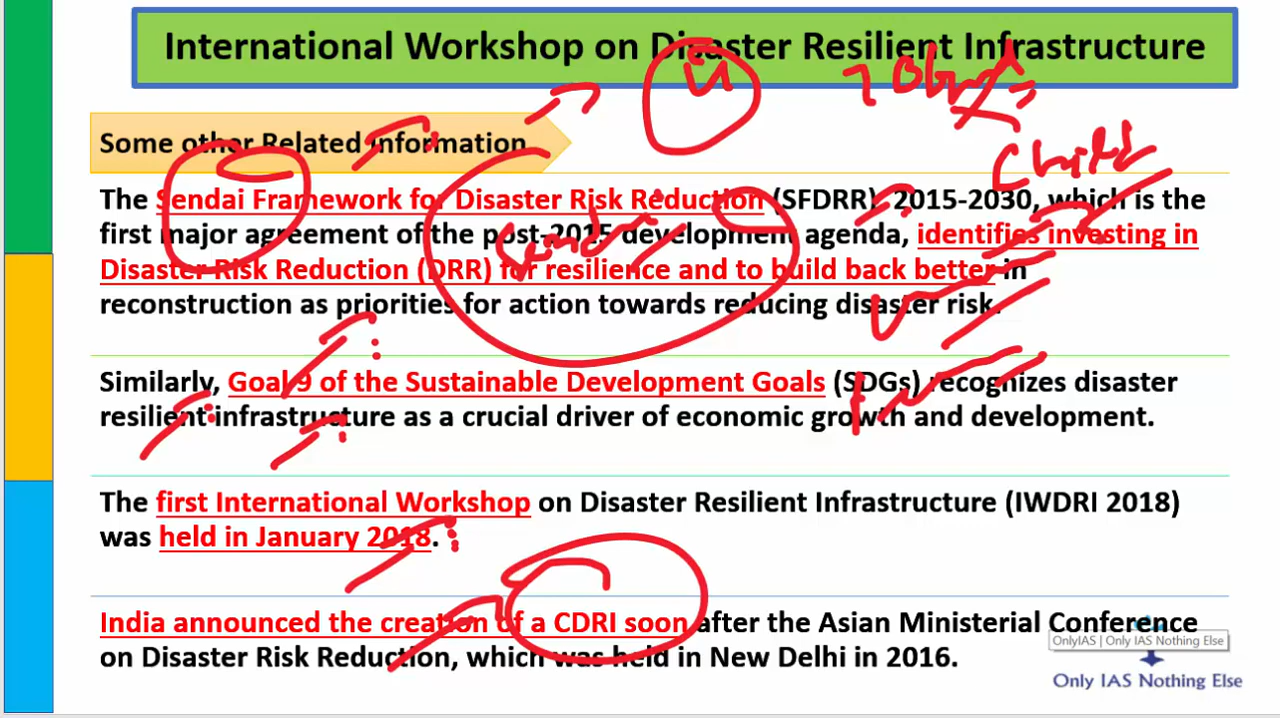 International Workshop on Disaster Resilient Infrastructure
Some other Related Information
The Sendai Framework for Disaster Risk Reduction (SFDRR), 2015-2030, which is the
first major agreement of the post-2015 development agenda, identifies investing in
Disaster Risk Reduction (DRR) for resilience and to build back better in
reconstruction as priorities for action towards reducing disaster risk.
Similarly, Goal 9 of the Sustainable Development Goals (SDGs) recognizes disaster
resilient infrastructure as a crucial driver of economic growth and development.
The first International Workshop on Disaster Resilient Infrastructure (IWDRI 2018)
was held in January 2018.
India announced the creation of a CDRI soon after the Asian Ministerial Conference
on Disaster Risk Reduction, which was held in New Delhi in 2016.
OnlyIAS | Only IAS Nothing Else
Only IAS Nothing Else